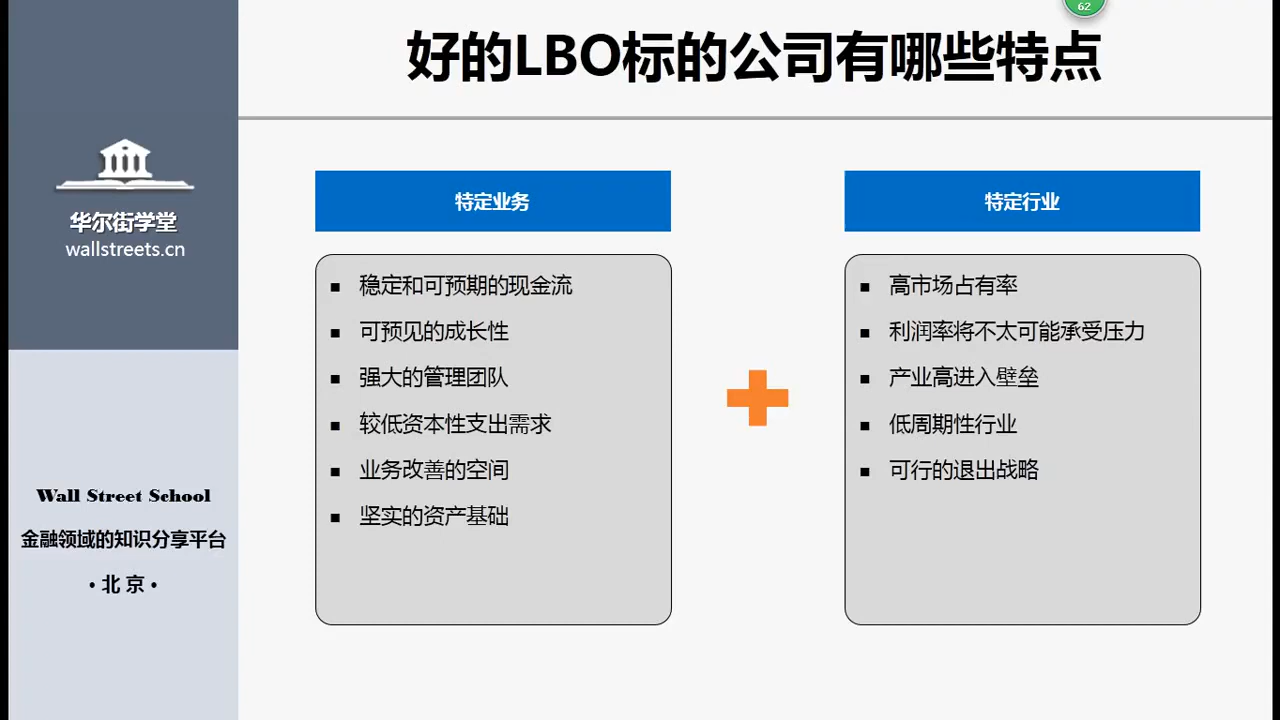 62
好的LBO标的公司有哪些特点
华尔街学堂
wallstreets.cn
Wall Street School
金融领域的知识分享平台
• 北 京 •
特定业务
▪ 稳定和可预期的现金流
▪ 可预见的成长性
▪ 强大的管理团队
▪ 较低资本性支出需求
▪ 业务改善的空间
▪ 坚实的资产基础
特定行业
▪ 高市场占有率
▪ 利润率将不太可能承受压力
▪ 产业高进入壁垒
▪ 低周期性行业
▪ 可行的退出战略